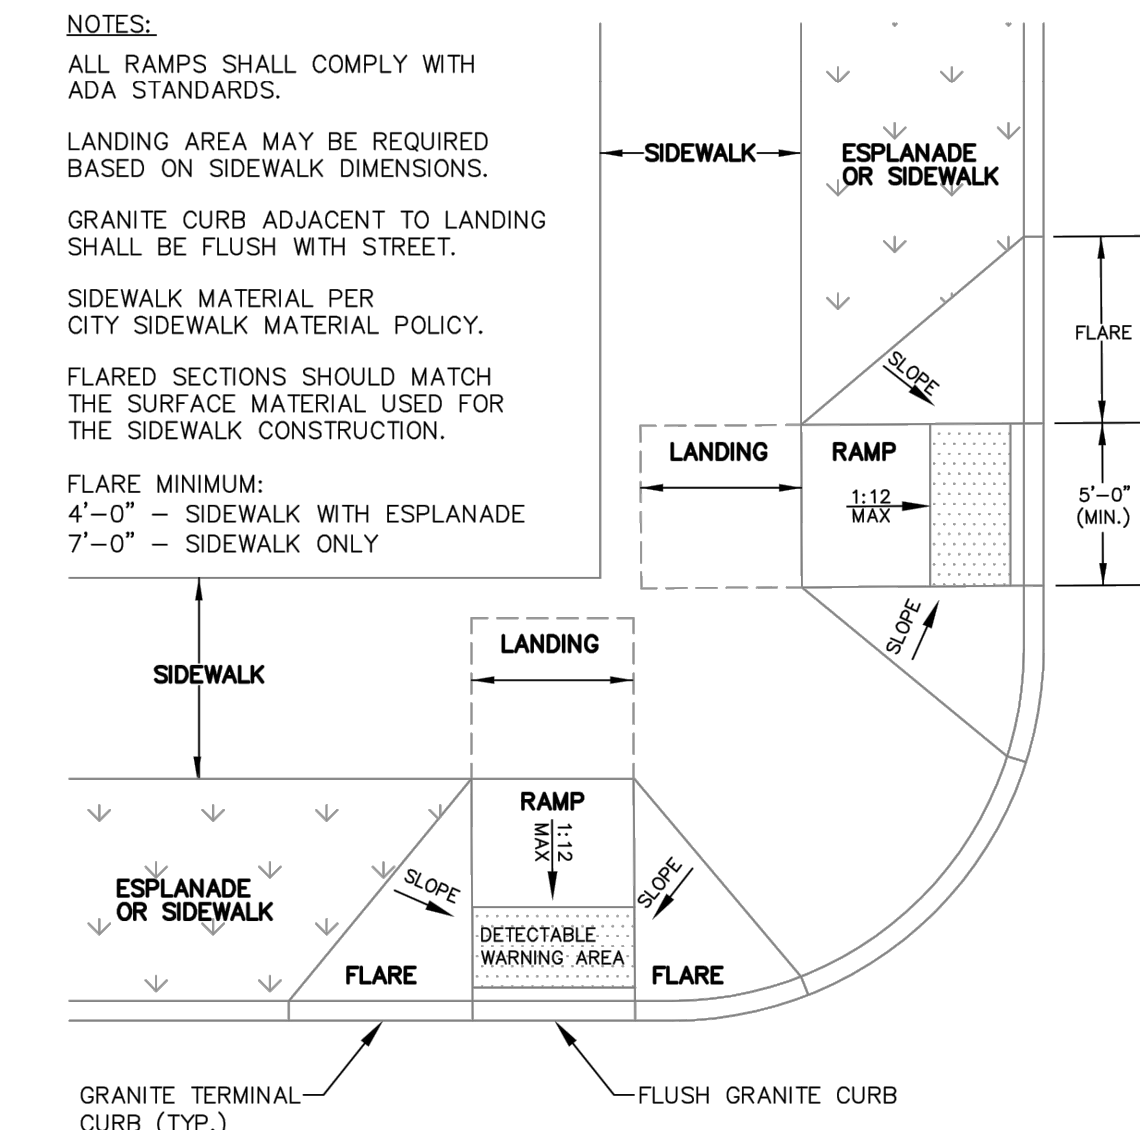 NOTES:
ALL RAMPS SHALL COMPLY WITH
ADA STANDARDS.
LANDING AREA MAY BE REQUIRED
BASED ON SIDEWALK DIMENSIONS.
GRANITE CURB ADJACENT TO LANDING
SHALL BE FLUSH WITH STREET.
SIDEWALK MATERIAL PER
CITY SIDEWALK MATERIAL POLICY.
FLARED SECTIONS SHOULD MATCH
THE SURFACE MATERIAL USED FOR
THE SIDEWALK CONSTRUCTION.
FLARE MINIMUM:
4'-0" – SIDEWALK WITH ESPLANADE
7'-0" – SIDEWALK ONLY
SIDEWALK
ESPLANADE
OR SIDEWALK
FLARE
SLOPE
LANDING
RAMP
1:12
MAX
5'-0"
(MIN.)
SLOPE
LANDING
SIDEWALK
RAMP
1:12
MAX
ESPLANADE
OR SIDEWALK
SLOPE
SLOPE
DETECTABLE
WARNING AREA
FLARE
FLARE
GRANITE TERMINAL
CURB (TYP.)
FLUSH GRANITE CURB